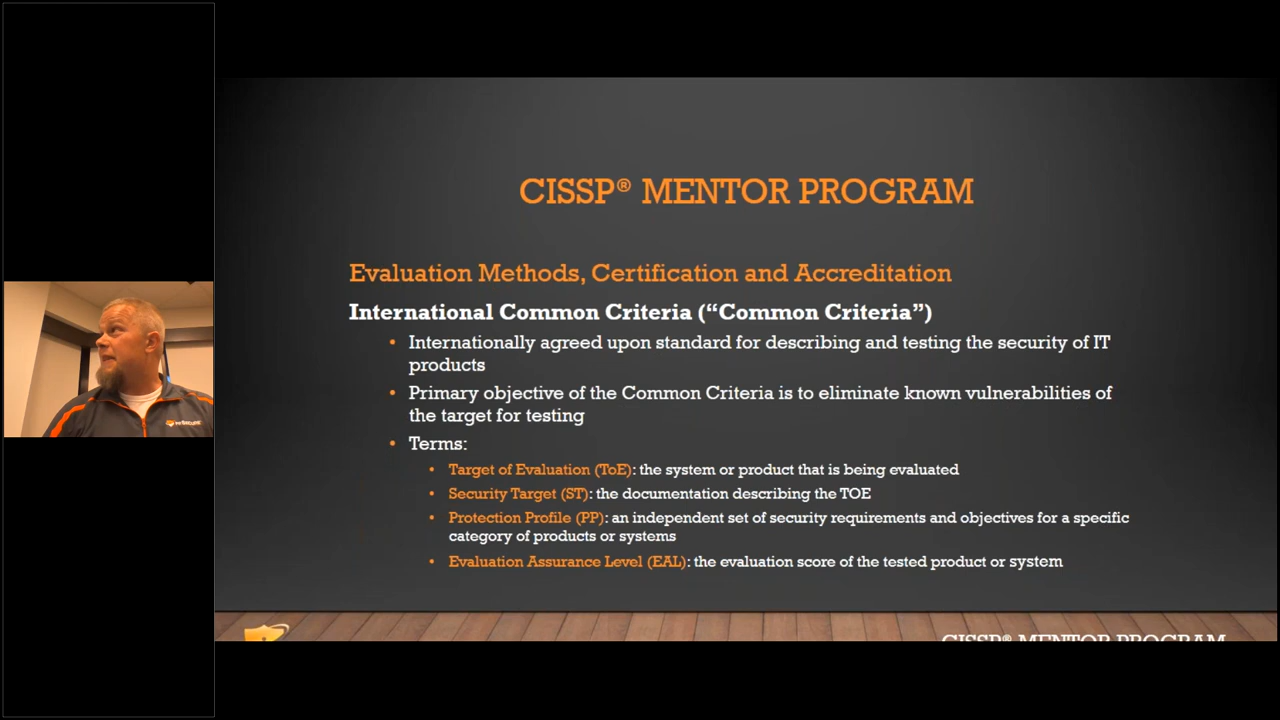 CISSP® MENTOR PROGRAM
Evaluation Methods, Certification and Accreditation
International Common Criteria (“Common Criteria”)
• Internationally agreed upon standard for describing and testing the security of IT
products
• Primary objective of the Common Criteria is to eliminate known vulnerabilities of
the target for testing
• Terms:
• Target of Evaluation (ToE): the system or product that is being evaluated
• Security Target (ST): the documentation describing the TOE
• Protection Profile (PP): an independent set of security requirements and objectives for a specific
category of products or systems
• Evaluation Assurance Level (EAL): the evaluation score of the tested product or system
CISSP® MENTOR PROGRAM